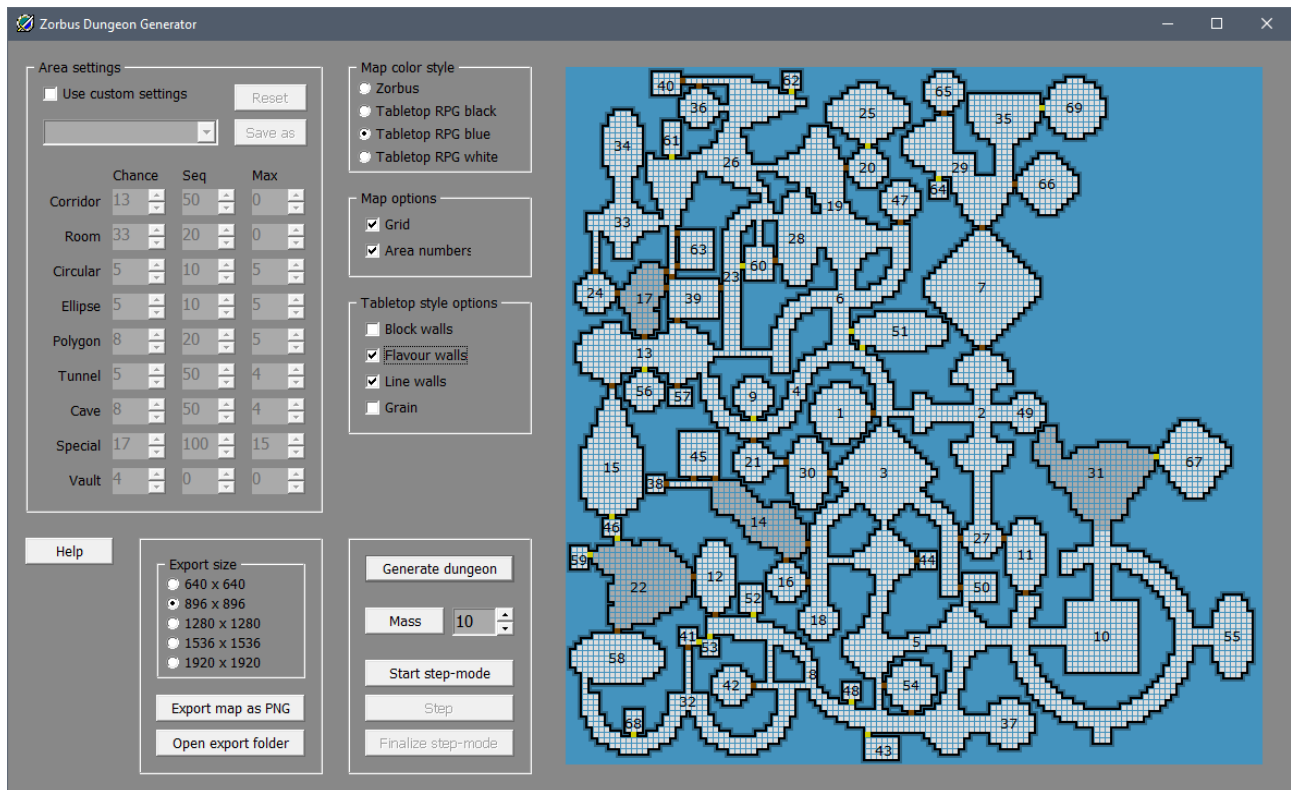 Zorbus Dungeon Generator
Area settings
Use custom settings
Reset
Save as
Chance Seq Max
Corridor 13 50 0
Room 33 20 0
Circular 5 10 5
Ellipse 5 10 5
Polygon 8 20 5
Tunnel 5 50 4
Cave 8 50 4
Special 17 100 15
Vault 4 0 0
Help
Export size
640 x 640
896 x 896
1280 x 1280
1536 x 1536
1920 x 1920
Export map as PNG
Open export folder
Map color style
Zorbus
Tabletop RPG black
Tabletop RPG blue
Tabletop RPG white
Map options
Grid
Area numbers
Tabletop style options
Block walls
Flavour walls
Line walls
Grain
Generate dungeon
Mass 10
Start step-mode
Step
Finalize step-mode
40 62 65
36 25 35 69
34 61
26 20 29
64 66
47
33 19
28
63 60
23 7
24 17 39 6
51
13
56 57 9 4
1 2 49
45 21 30 3 31 67
15 38
46 14
27
59 12 44 11
22 16 50
52
18
41 53 5 10 55
58
42 8 54
48
32 37
68
43